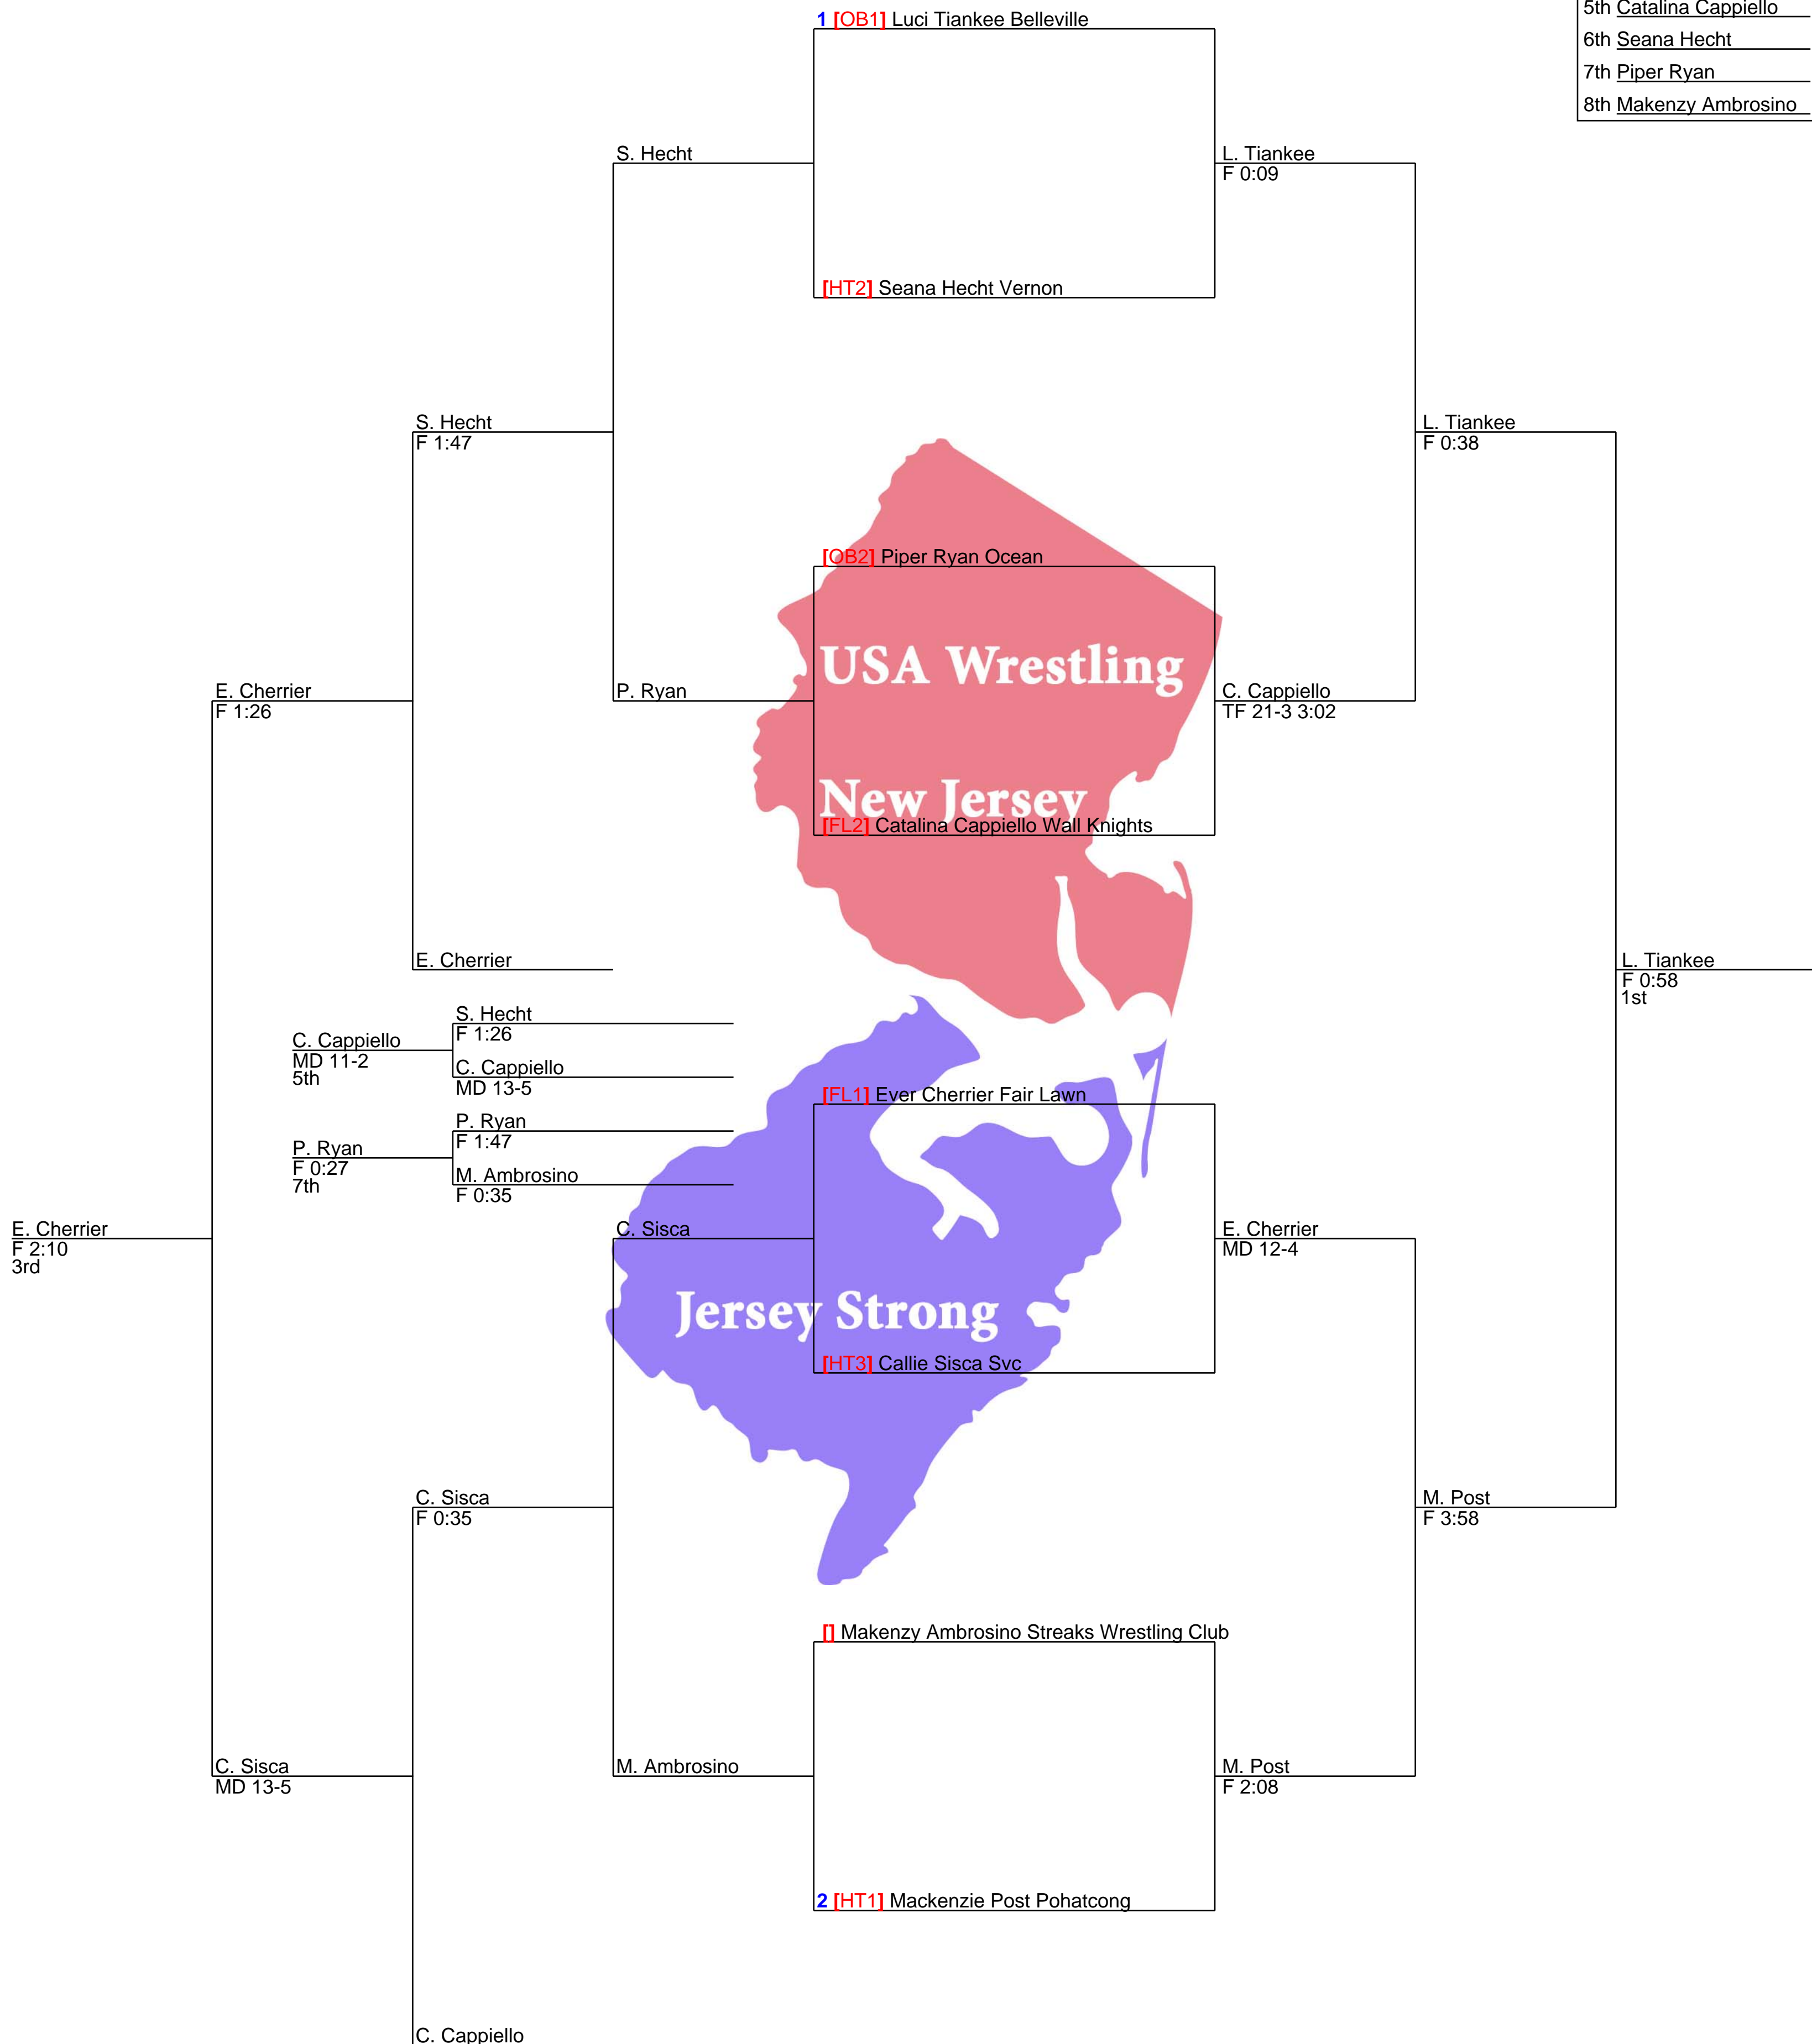 5th Catalina Cappiello
1 [OB1] Luci Tiankee Belleville
6th Seana Hecht
7th Piper Ryan
8th Makenzy Ambrosino
S. Hecht
L. Tiankee
F 0:09
[HT2] Seana Hecht Vernon
S. Hecht
F 1:47
L. Tiankee
F 0:38
[OB2] Piper Ryan Ocean
USA Wrestling
E. Cherrier
F 1:26
P. Ryan
C. Cappiello
TF 21-3 3:02
New Jersey
[FL2] Catalina Cappiello Wall Knights
E. Cherrier
L. Tiankee
F 0:58
1st
S. Hecht
F 1:26
C. Cappiello
MD 11-2
5th
C. Cappiello
MD 13-5
[FL1] Ever Cherrier Fair Lawn
P. Ryan
F 1:47
P. Ryan
F 0:27
7th
M. Ambrosino
F 0:35
E. Cherrier
F 2:10
3rd
C. Sisca
E. Cherrier
MD 12-4
Jersey Strong
[HT3] Callie Sisca Svc
C. Sisca
F 0:35
M. Post
F 3:58
[] Makenzy Ambrosino Streaks Wrestling Club
C. Sisca
MD 13-5
M. Ambrosino
M. Post
F 2:08
2 [HT1] Mackenzie Post Pohatcong
C. Cappiello